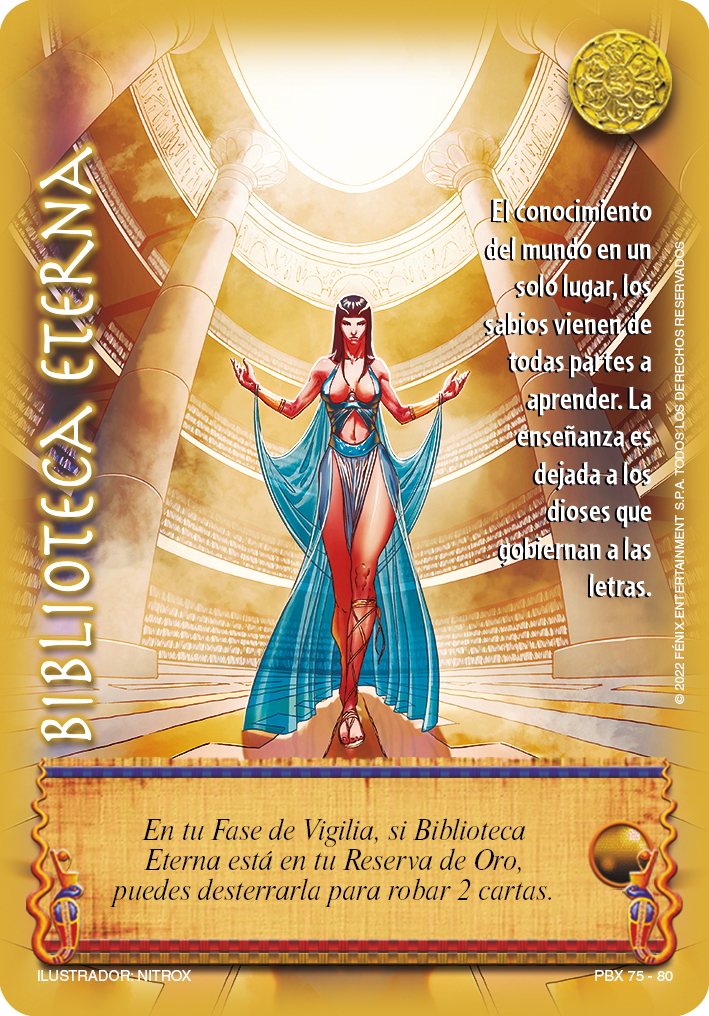 BIBLIOTECA ETERNA
El conocimiento
del mundo en un
solo lugar, los
sabios vienen de
todas partes a
aprender. La
enseñanza es
dejada a los
dioses que
gobiernan a las
letras.
© 2022 FÉNIX ENTERTAINMENT S.P.A. TODOS LOS DERECHOS RESERVADOS
En tu Fase de Vigilia, si Biblioteca
Eterna está en tu Reserva de Oro,
puedes desterrarla para robar 2 cartas.
ILUSTRADOR: NITROX
PBX 75 - 80